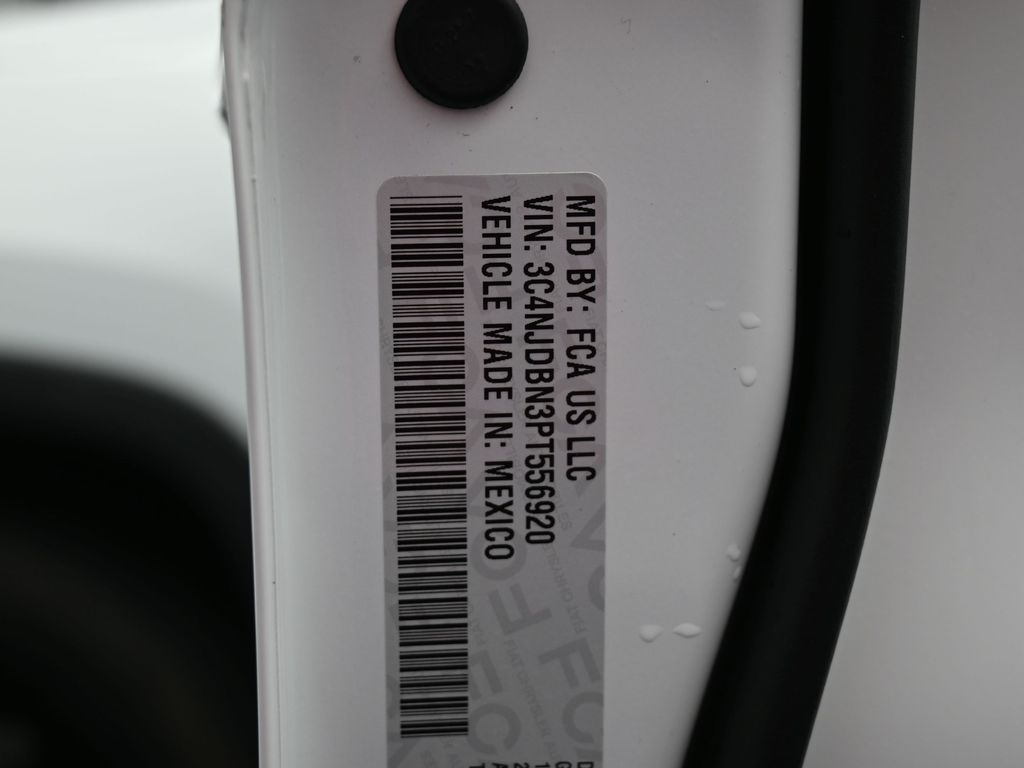 MFD BY: FCA US LLC
VIN: 3C4NJDBN3PT556920
VEHICLE MADE IN: MEXICO